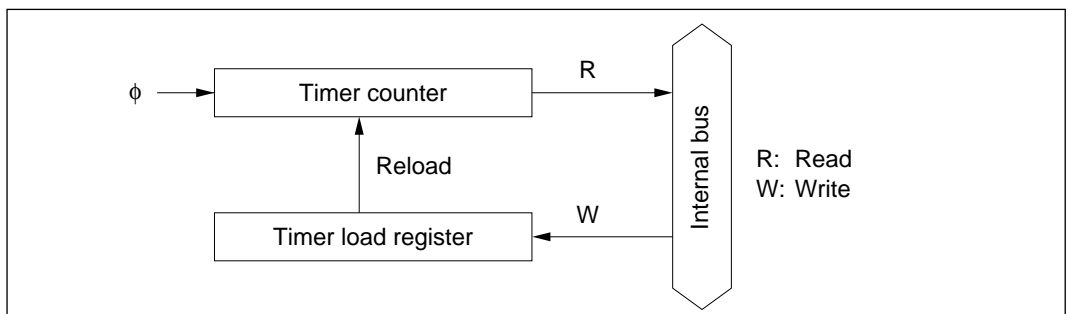 R
ϕ
Timer counter
Reload
Internal bus
R: Read
W: Write
W
Timer load register